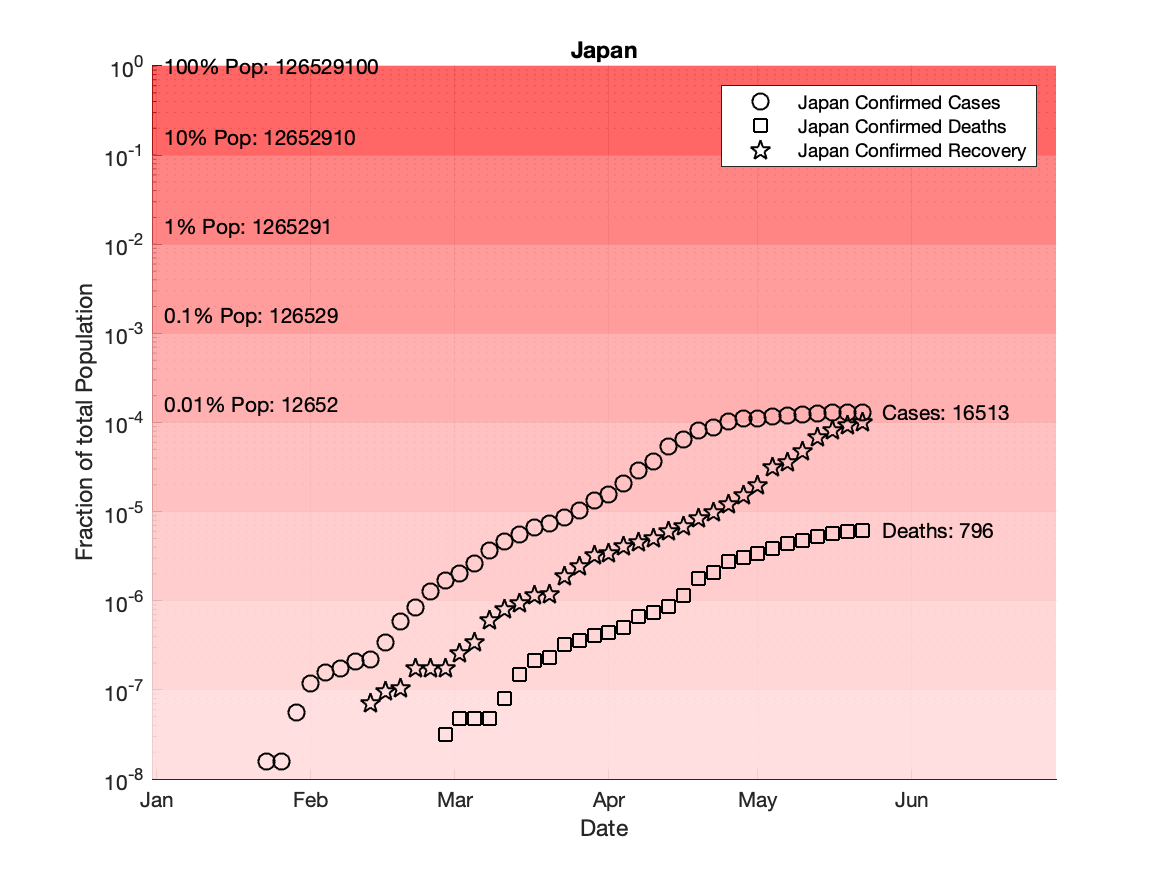 Japan
10^0
100% Pop: 126529100
Japan Confirmed Cases
Japan Confirmed Deaths
Japan Confirmed Recovery
10% Pop: 12652910
10^-1
1% Pop: 1265291
10^-2
0.1% Pop: 126529
10^-3
0.01% Pop: 12652
10^-4
Cases: 16513
10^-5
Deaths: 796
10^-6
10^-7
10^-8
Fraction of total Population
Jan Feb Mar Apr May Jun
Date